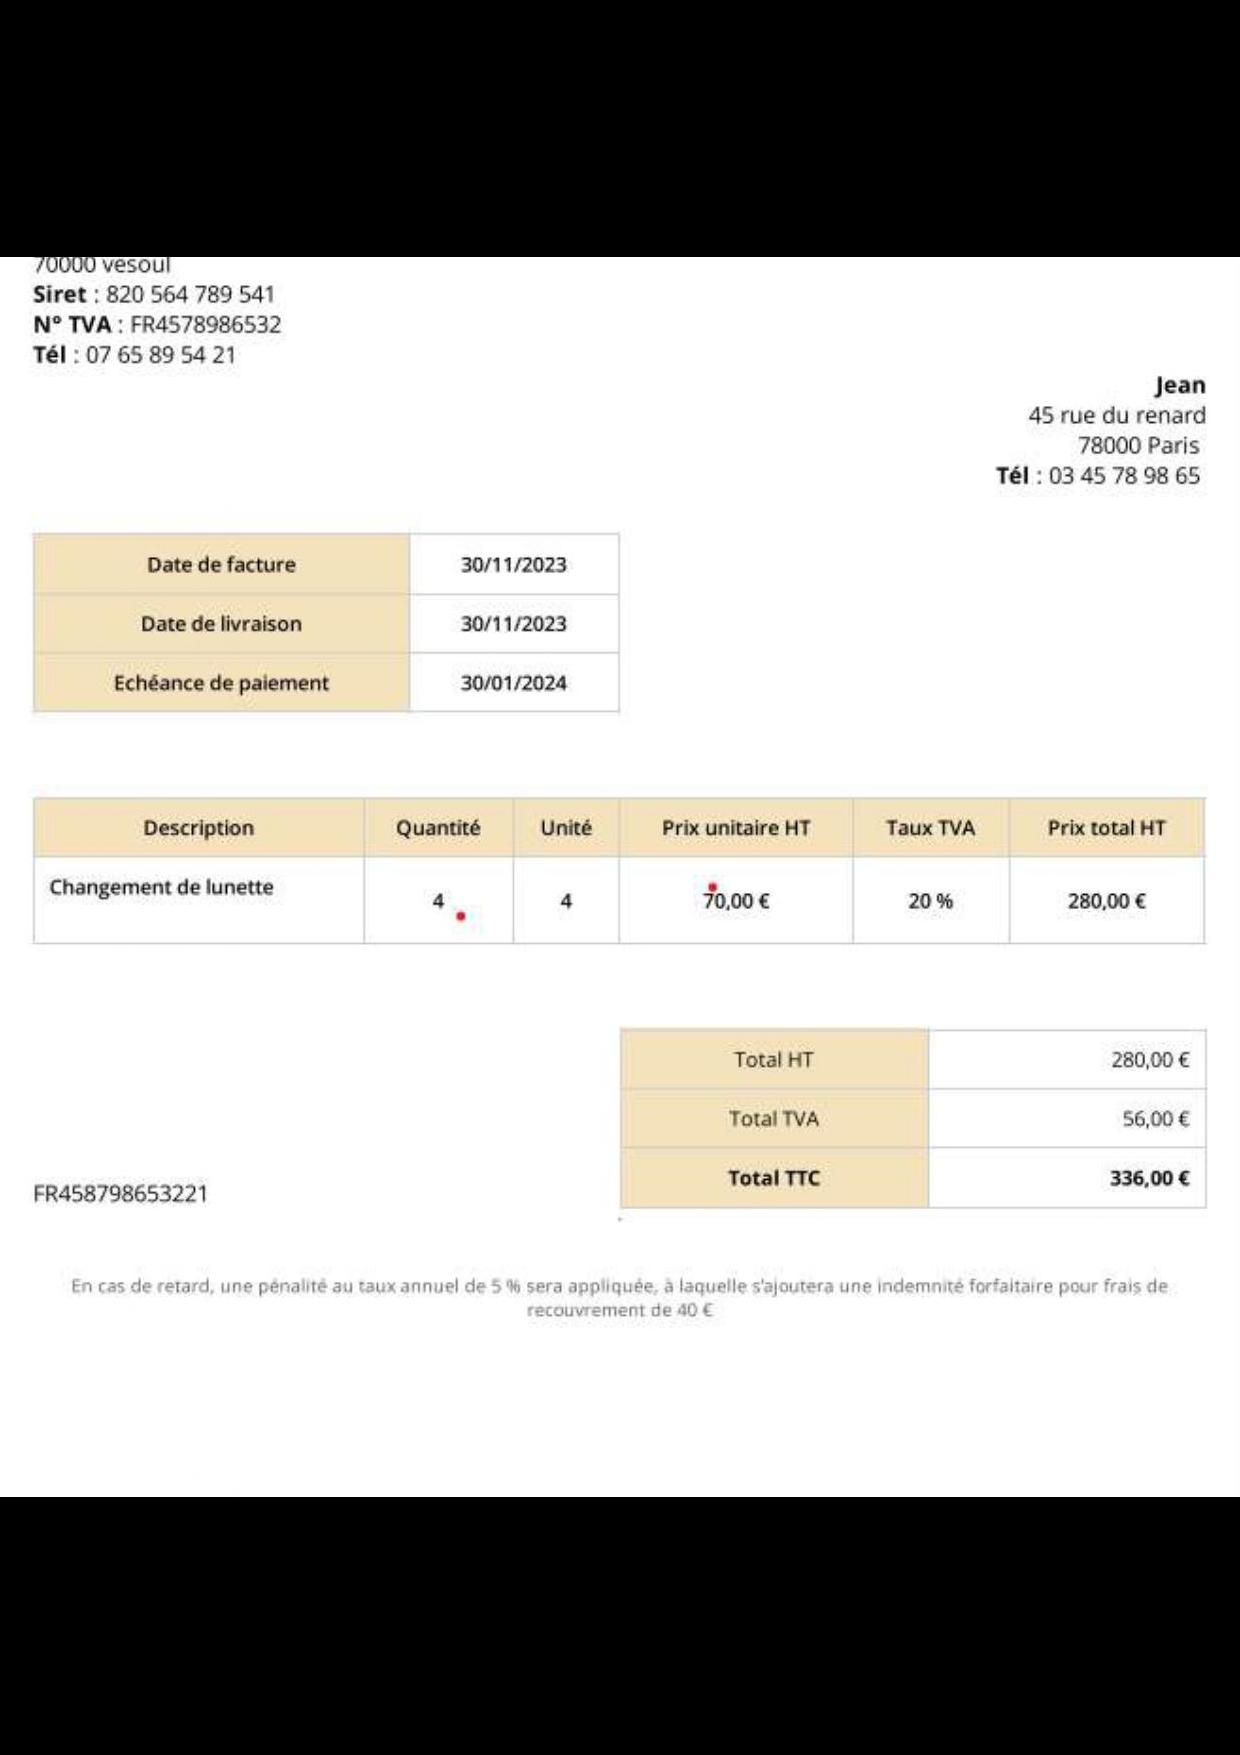 70000 vesoul
Siret : 820 564 789 541
N° TVA : FR4578986532
Tél : 07 65 89 54 21
Jean
45 rue du renard
78000 Paris
Tél : 03 45 78 98 65
Date de facture 30/11/2023
Date de livraison 30/11/2023
Echéance de paiement 30/01/2024
Description Quantité Unité Prix unitaire HT Taux TVA Prix total HT
Changement de lunette 4 4 70,00 € 20 % 280,00 €
Total HT 280,00 €
Total TVA 56,00 €
Total TTC 336,00 €
FR458798653221
En cas de retard, une pénalité au taux annuel de 5 % sera appliquée, à laquelle s'ajoutera une indemnité forfaitaire pour frais de
recouvrement de 40 €